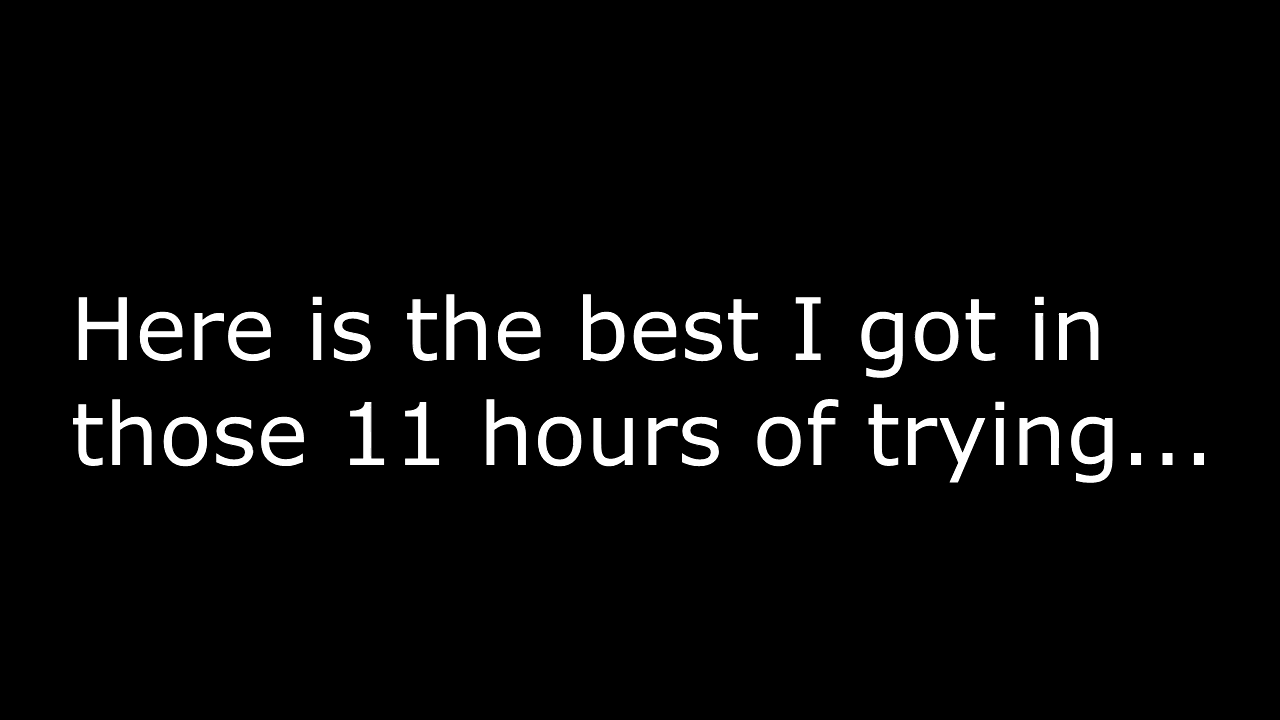 Here is the best I got in
those 11 hours of trying...